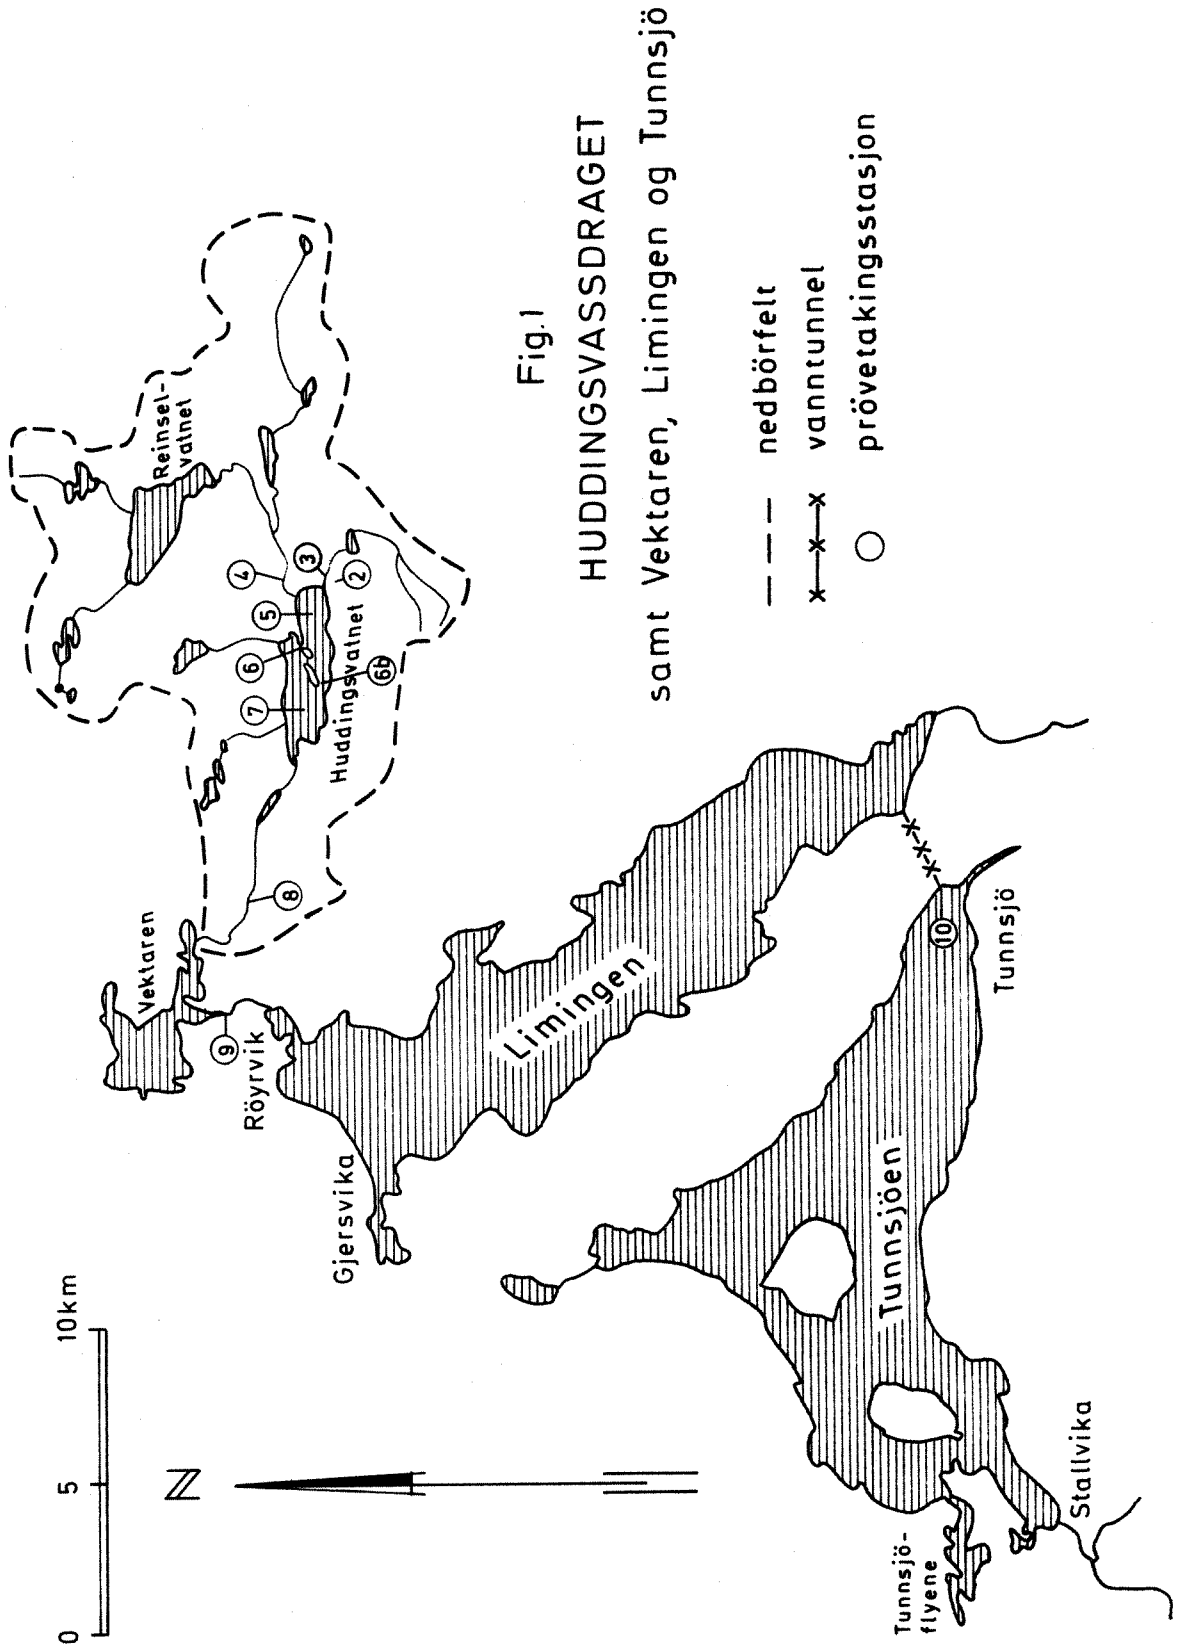 Fig.1
HUDDINGSVASSDRAGET
samt Vektaren, Limingen og Tunnsjö
nedbörfelt
vanntunnel
prövetakingsstasjon
0 5 10km
N
Vektaren
Reinsel-
vatnet
Huddingsvatnet
2
3
4
5
6
6b
7
8
9
Röyrvik
Gjersvika
Limingen
Tunnsjöen
10
Tunnsjö
Tunnsjö-
flyene
Stallvika